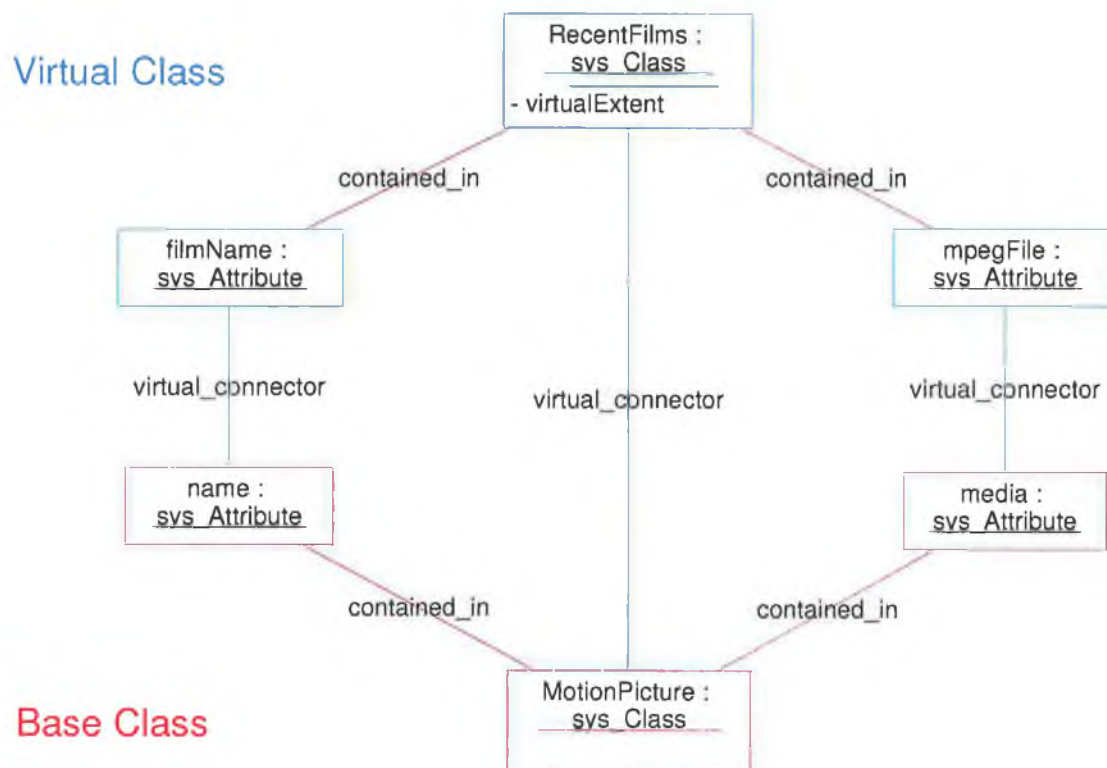 Virtual Class
RecentFilms :
sys_Class
- virtualExtent
contained_in
contained_in
filmName :
sys_Attribute
mpegFile :
sys_Attribute
virtual_connector
virtual_connector
virtual_connector
name :
sys_Attribute
media :
sys_Attribute
contained_in
contained_in
Base Class
MotionPicture :
sys_Class